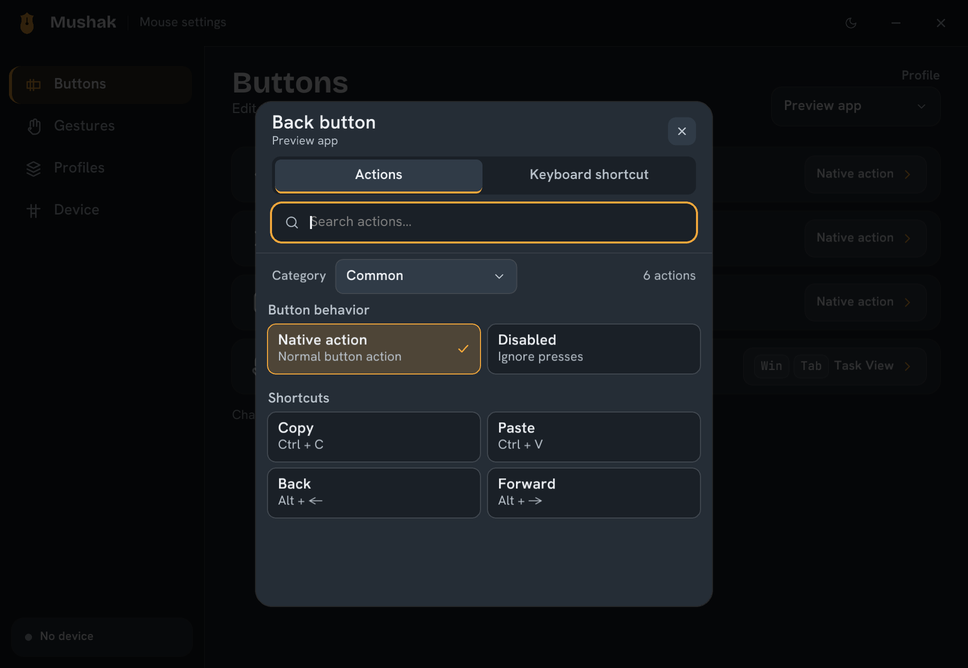 Mushak
Mouse settings
Buttons
Gestures
Profiles
Device
No device
Buttons
Edit
Profile
Preview app
Native action
Native action
Native action
Win Tab Task View
Cha
Back button
Preview app
Actions
Keyboard shortcut
Search actions...
Category
Common
6 actions
Button behavior
Native action
Normal button action
Disabled
Ignore presses
Shortcuts
Copy
Ctrl + C
Paste
Ctrl + V
Back
Alt + ←
Forward
Alt + →